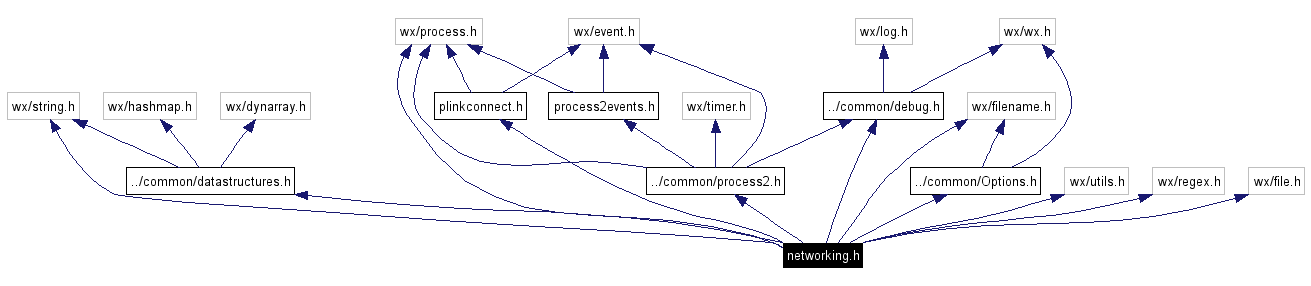 wx/process.h
wx/event.h
wx/log.h
wx/wx.h
wx/string.h
wx/hashmap.h
wx/dynarray.h
plinkconnect.h
process2events.h
wx/timer.h
../common/debug.h
wx/filename.h
../common/datastructures.h
../common/process2.h
../common/Options.h
wx/utils.h
wx/regex.h
wx/file.h
networking.h